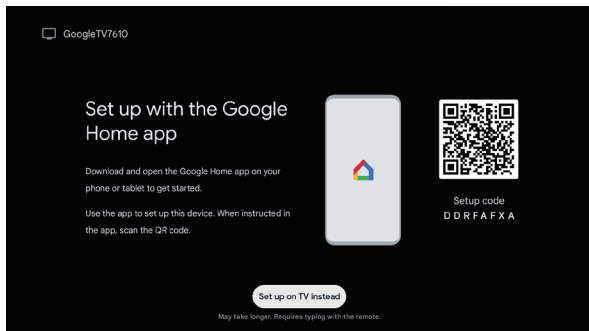 GoogleTV7610
Set up with the Google
Home app
Download and open the Google Home app on your
phone or tablet to get started.
Use the app to set up this device. When instructed in
the app, scan the QR code.
Setup code
DDRFAFXA
Set up on TV instead
May take longer. Requires typing with the remote.